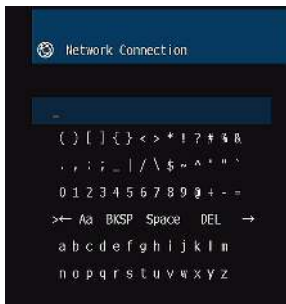 Network Connection
_
( ) [ ] { } < > * ! ? # % &
. , : ; _ | / \ $ ~ ^ ' " `
0 1 2 3 4 5 6 7 8 9 @ + - =
>← Aa BKSP Space DEL →
a b c d e f g h i j k l m
n o p q r s t u v w x y z